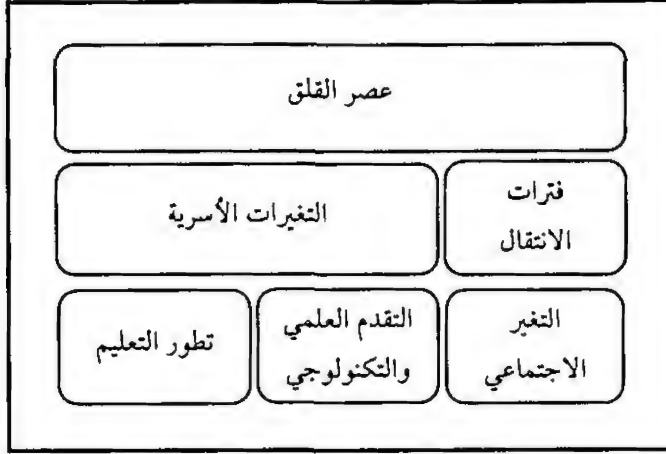 عصر القلق
فترات
الانتقال
التغيرات الأسرية
التغير
الاجتماعي
التقدم العلمي
والتكنولوجي
تطور التعليم